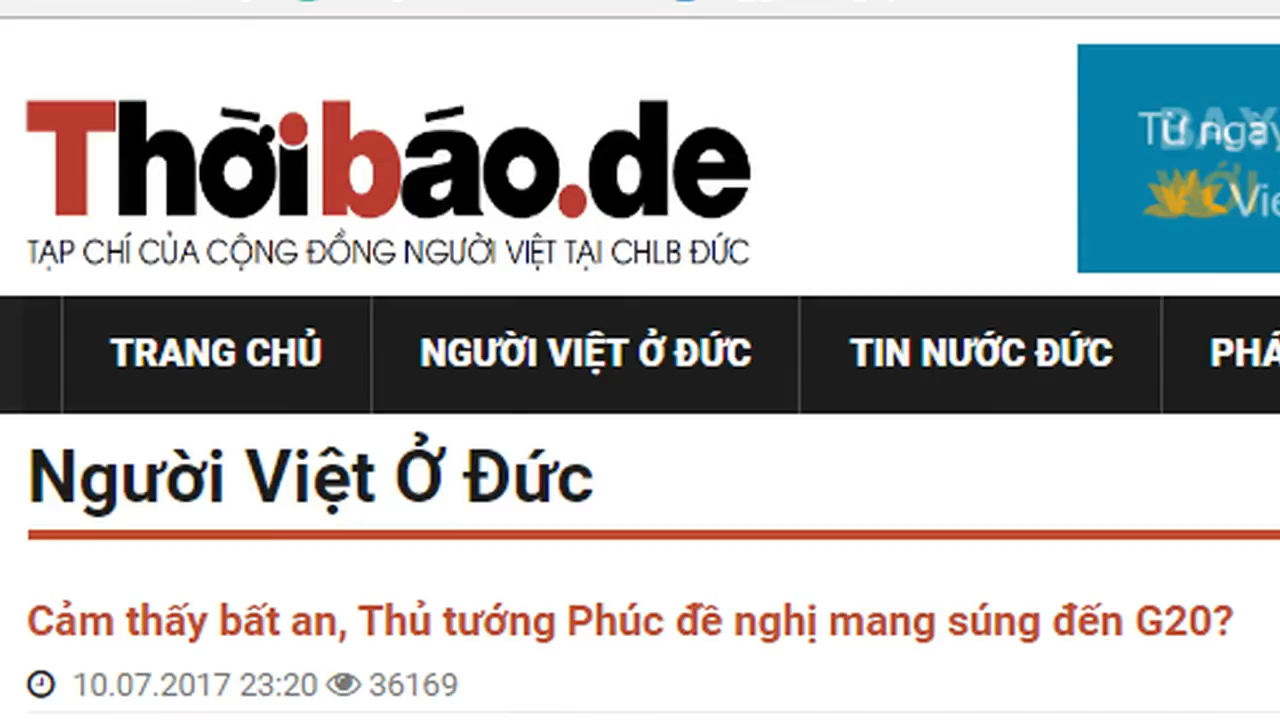 Thờibáo.de
TẠP CHÍ CỦA CỘNG ĐỒNG NGƯỜI VIỆT TẠI CHLB ĐỨC
Từ ngày
TRANG CHỦ
NGƯỜI VIỆT Ở ĐỨC
TIN NƯỚC ĐỨC
Người Việt Ở Đức
Cảm thấy bất an, Thủ tướng Phúc đề nghị mang súng đến G20?
10.07.2017 23:20 36169